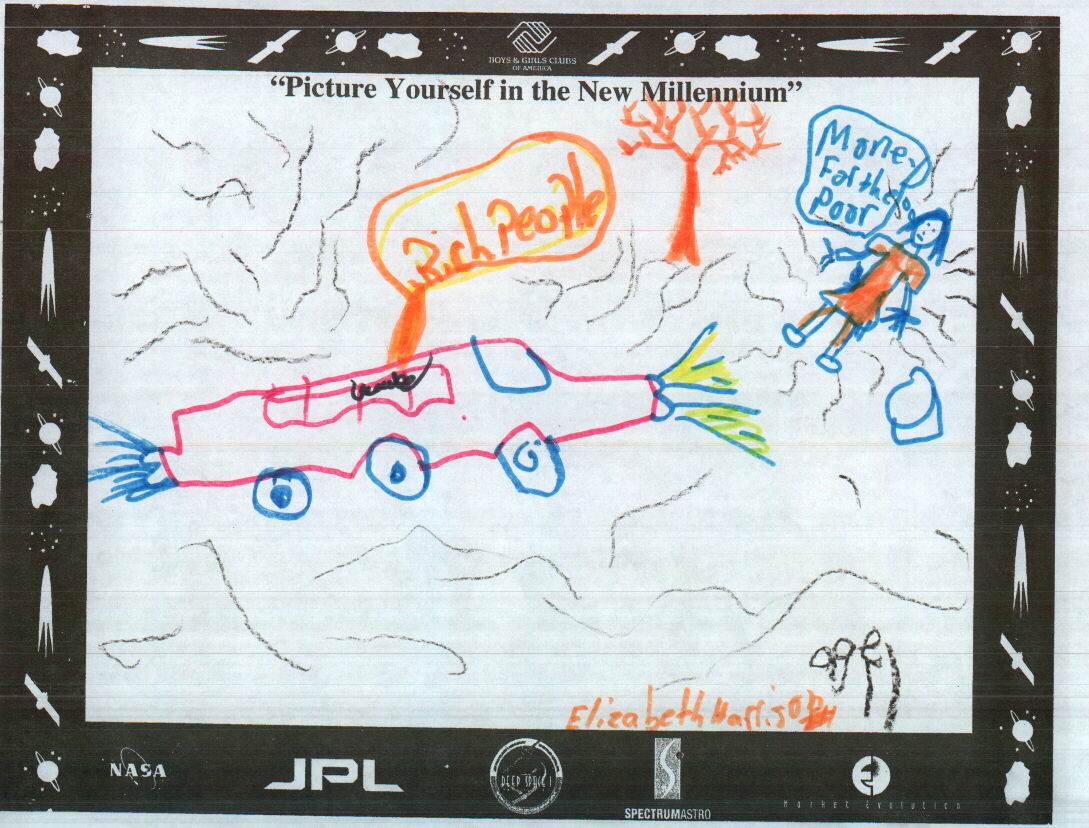 BOYS & GIRLS CLUBS
OF AMERICA
“Picture Yourself in the New Millennium”
Rich People
Money
For the
Poor
Elizabeth Harrison
NASA
JPL
DEEP SPACE 1
SPECTRUMASTRO
Market Evolution